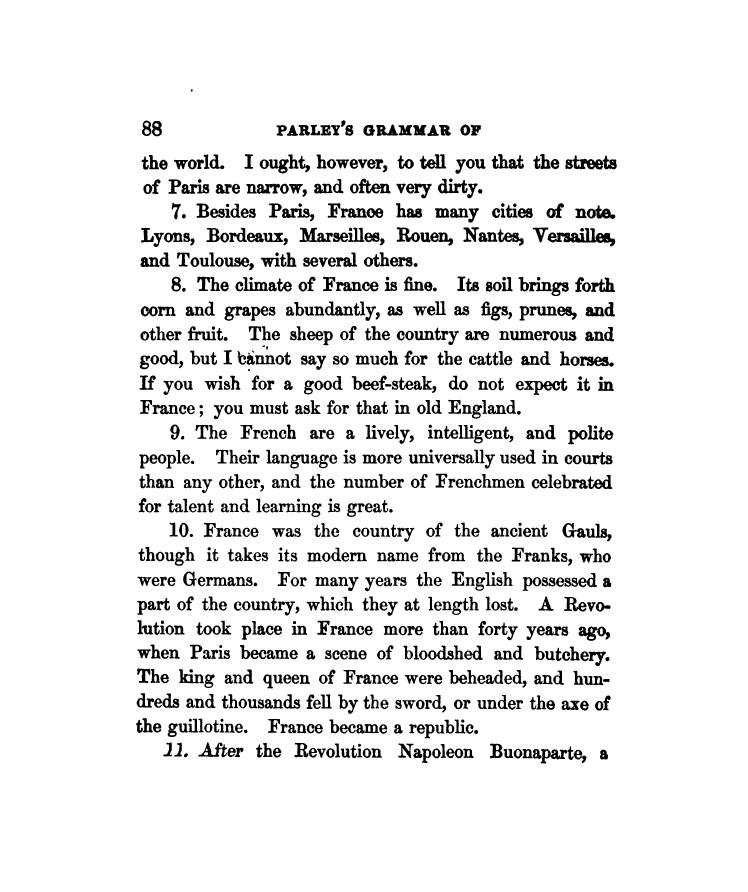 88 PARLEY'S GRAMMAR OF
the world. I ought, however, to tell you that the streets
of Paris are narrow, and often very dirty.
7. Besides Paris, France has many cities of note.
Lyons, Bordeaux, Marseilles, Rouen, Nantes, Versailles,
and Toulouse, with several others.
8. The climate of France is fine. Its soil brings forth
corn and grapes abundantly, as well as figs, prunes, and
other fruit. The sheep of the country are numerous and
good, but I cannot say so much for the cattle and horses.
If you wish for a good beef-steak, do not expect it in
France; you must ask for that in old England.
9. The French are a lively, intelligent, and polite
people. Their language is more universally used in courts
than any other, and the number of Frenchmen celebrated
for talent and learning is great.
10. France was the country of the ancient Gauls,
though it takes its modern name from the Franks, who
were Germans. For many years the English possessed a
part of the country, which they at length lost. A Revo-
lution took place in France more than forty years ago,
when Paris became a scene of bloodshed and butchery.
The king and queen of France were beheaded, and hun-
dreds and thousands fell by the sword, or under the axe of
the guillotine. France became a republic.
11. After the Revolution Napoleon Buonaparte, a